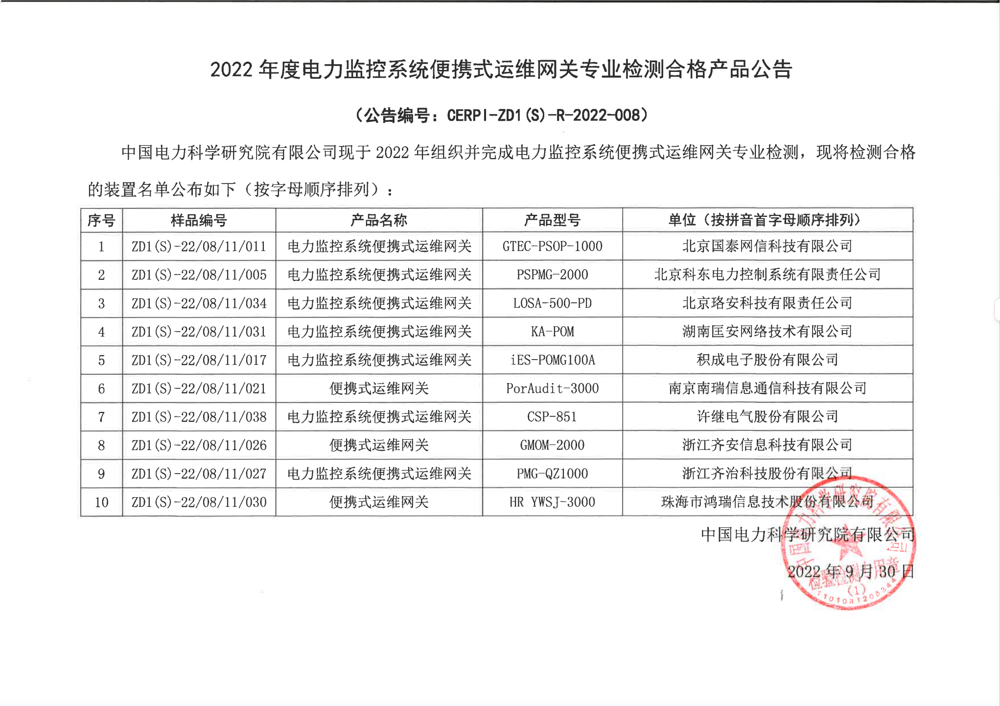 2022 年度电力监控系统便携式运维网关专业检测合格产品公告
（公告编号：CERPI-ZD1(S)-R-2022-008）
中国电力科学研究院有限公司现于 2022 年组织并完成电力监控系统便携式运维网关专业检测，现将检测合格
的装置名单公布如下（按字母顺序排列）：
序号 样品编号 产品名称 产品型号 单位（按拼音首字母顺序排列）
1 ZD1(S)-22/08/11/011 电力监控系统便携式运维网关 GTEC-PSOP-1000 北京国泰网信科技有限公司
2 ZD1(S)-22/08/11/005 电力监控系统便携式运维网关 PSPMG-2000 北京科东电力控制系统有限责任公司
3 ZD1(S)-22/08/11/034 电力监控系统便携式运维网关 LOSA-500-PD 北京珞安科技有限责任公司
4 ZD1(S)-22/08/11/031 电力监控系统便携式运维网关 KA-POM 湖南匡安网络技术有限公司
5 ZD1(S)-22/08/11/017 电力监控系统便携式运维网关 iES-POMG100A 积成电子股份有限公司
6 ZD1(S)-22/08/11/021 便携式运维网关 PorAudit-3000 南京南瑞信息通信科技有限公司
7 ZD1(S)-22/08/11/038 电力监控系统便携式运维网关 CSP-851 许继电气股份有限公司
8 ZD1(S)-22/08/11/026 便携式运维网关 GMOM-2000 浙江齐安信息科技有限公司
9 ZD1(S)-22/08/11/027 电力监控系统便携式运维网关 PMG-QZ1000 浙江齐治科技股份有限公司
10 ZD1(S)-22/08/11/030 便携式运维网关 HR YWSJ-3000 珠海市鸿瑞信息技术股份有限公司
中国电力科学研究院有限公司
2022 年 9 月 30 日
中国电力科学研究院有限公司
检验检测专用章
(1)